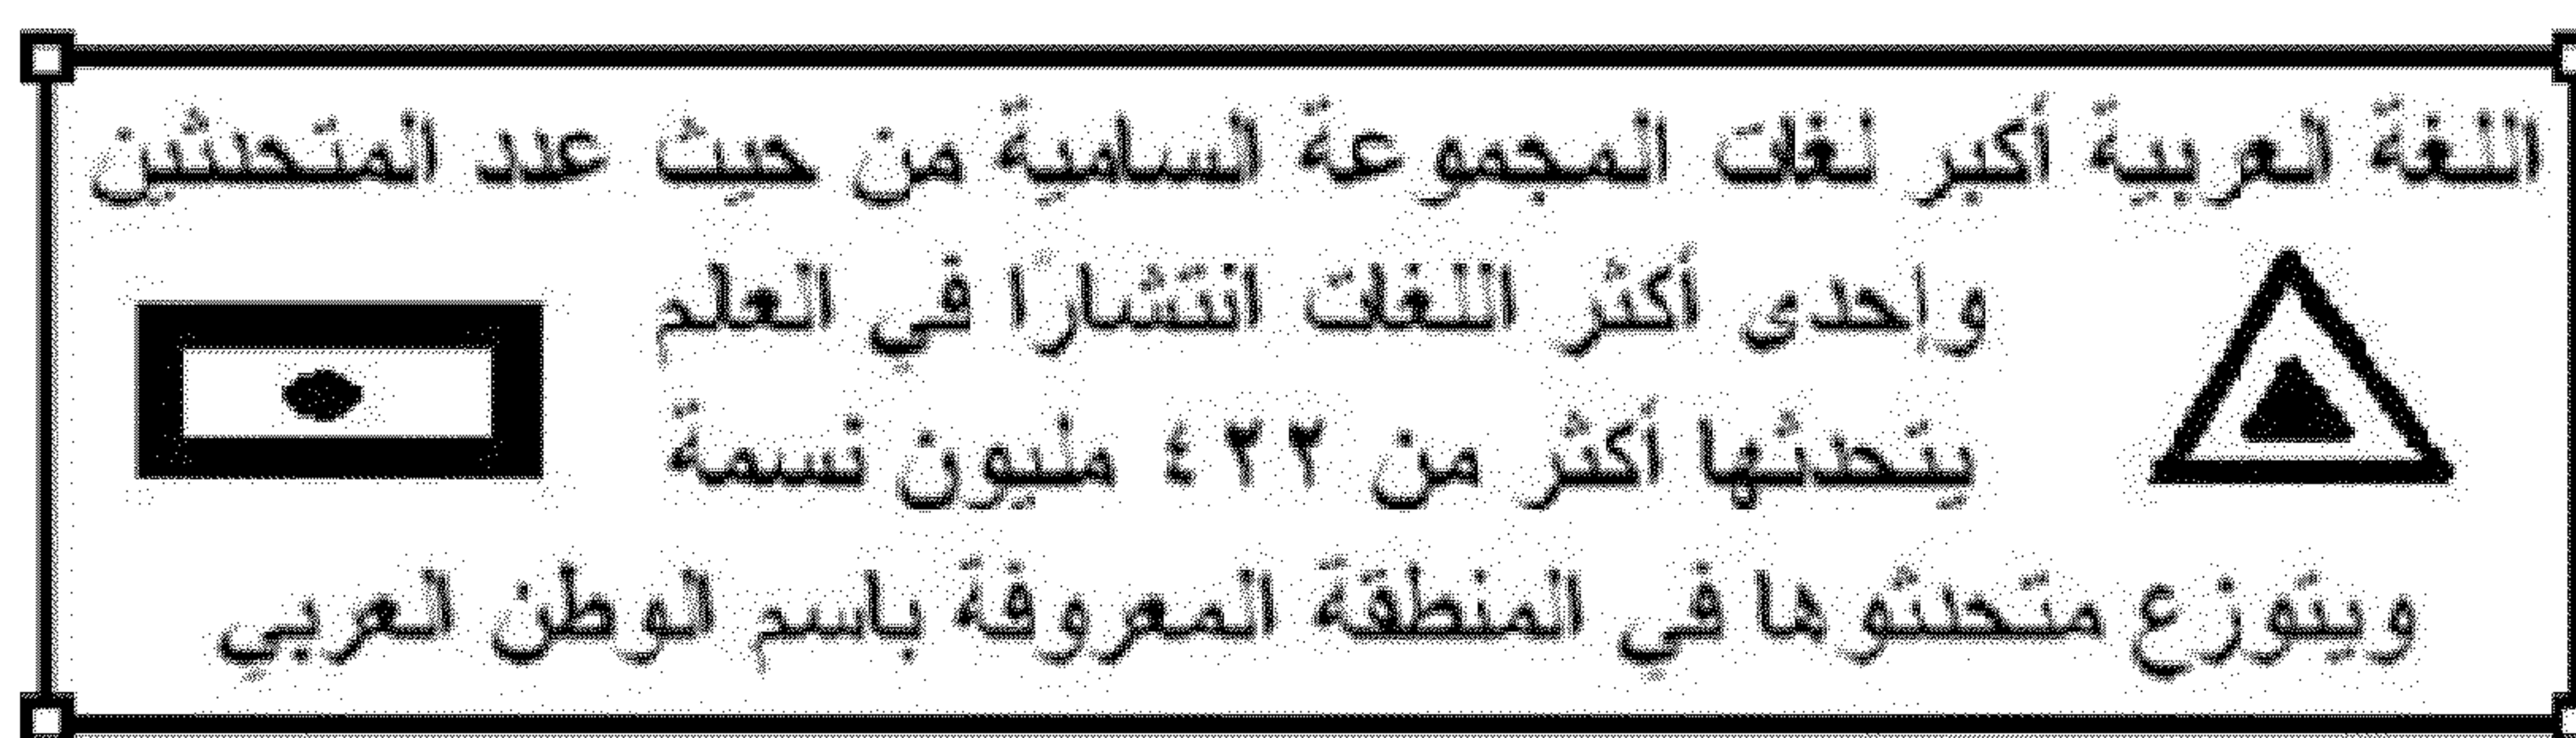 اللغة العربية أكبر لغات المجموعة السامية من حيث عدد المتحدثين
وإحدى أكثر اللغات انتشارًا في العالم
يتحدثها أكثر من ٤٢٢ مليون نسمة
ويتوزع متحدثوها في المنطقة المعروفة باسم الوطن العربي